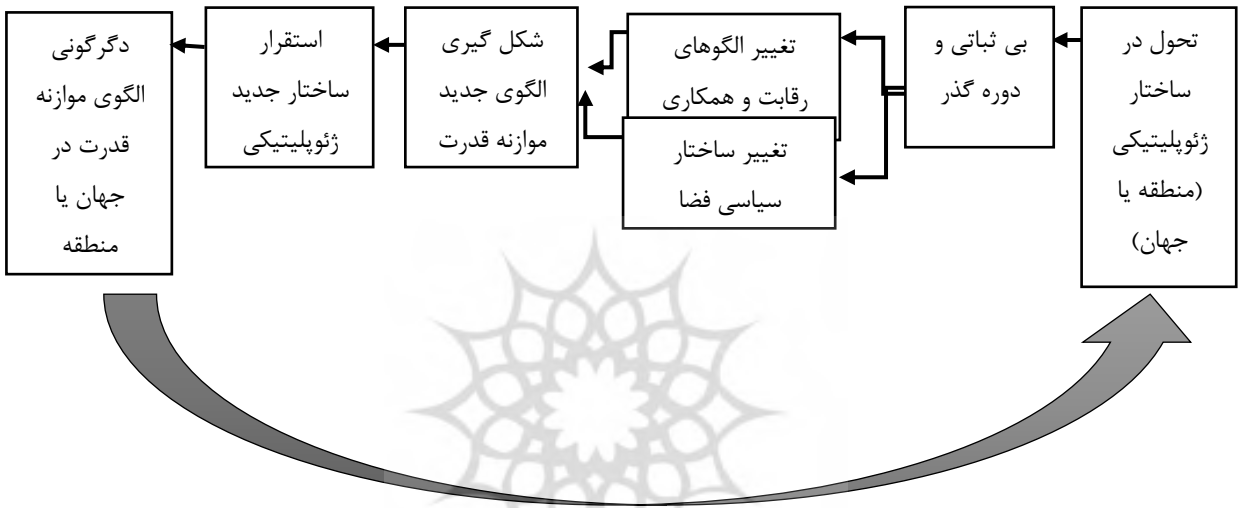 تحول در
ساختار
ژئوپلیتیکی
(منطقه یا
جهان)
بی ثباتی و
دوره گذر
تغییر الگوهای
رقابت و همکاری
تغییر ساختار
سیاسی فضا
شکل گیری
الگوی جدید
موازنه قدرت
استقرار
ساختار جدید
ژئوپلیتیکی
دگرگونی
الگوی موازنه
قدرت در
جهان یا
منطقه